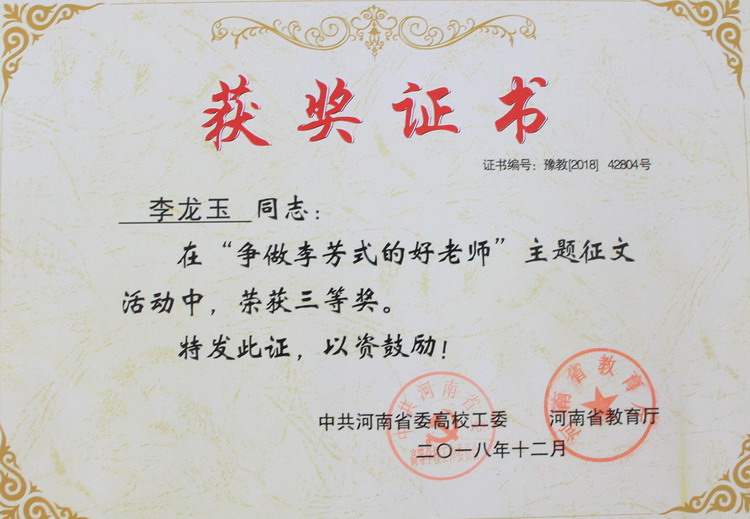 获奖证书
证书编号：豫教[2018] 42804号
李龙玉 同志：
在“争做李芳式的好老师”主题征文
活动中，荣获三等奖。
特发此证，以资鼓励！
中共河南省委高校工委 河南省教育厅
二〇一八年十二月